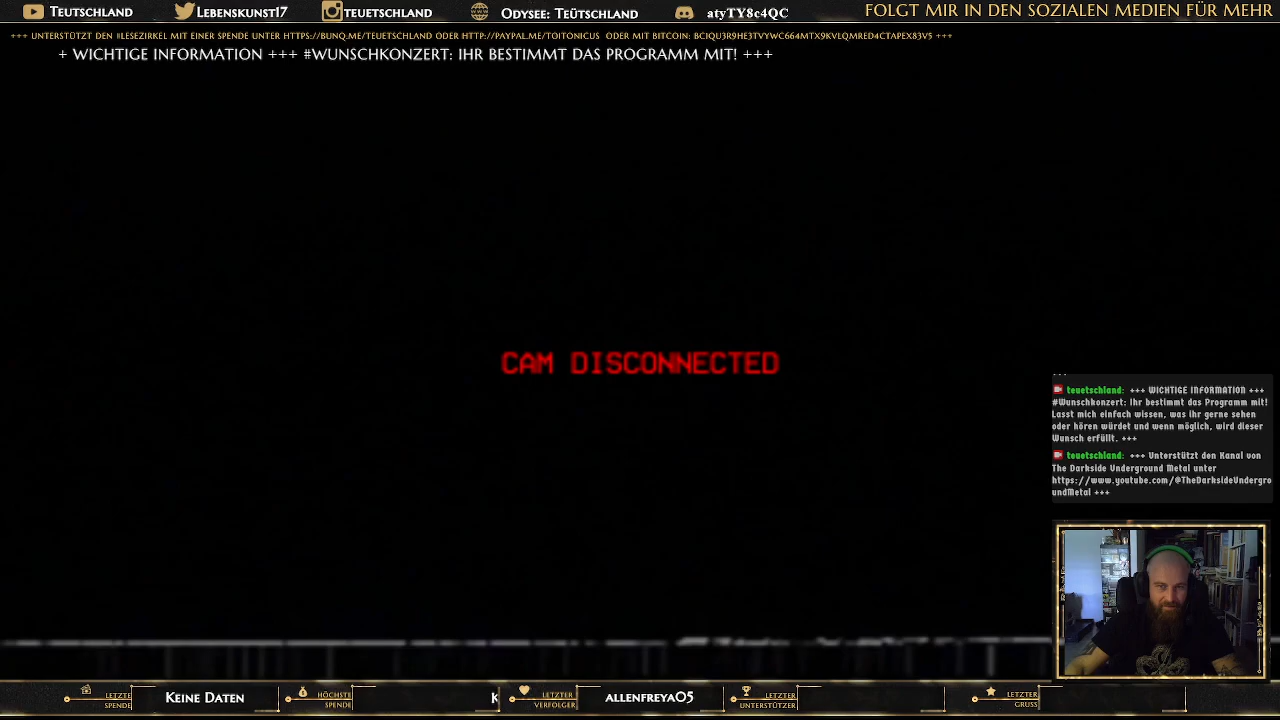 Teutschland Lebenskunst17 teuetschland Odysee: Teütschland atyTY8c4QC FOLGT MIR IN DEN SOZIALEN MEDIEN FÜR MEHR
+++ UNTERSTÜTZT DEN #LESEZIRKEL MIT EINER SPENDE UNTER HTTPS://BUNQ.ME/TEUETSCHLAND ODER HTTP://PAYPAL.ME/TOITONICUS ODER MIT BITCOIN: BC1QU3R9HE3TVYWC664MTX9KVLQMRED4CTAPEX83V5 +++
+ WICHTIGE INFORMATION +++ #WUNSCHKONZERT: IHR BESTIMMT DAS PROGRAMM MIT! +++
CAM DISCONNECTED
teuetschland: +++ WICHTIGE INFORMATION +++
#Wunschkonzert: Ihr bestimmt das Programm mit!
Lasst mich einfach wissen, was ihr gerne sehen
oder hören würdet und wenn möglich, wird dieser
Wunsch erfüllt. +++
teuetschland: +++ Unterstützt den Kanal von
The Darkside Underground Metal unter
https://www.youtube.com/@TheDarksideUndergro
undMetal +++
LETZTE SPENDE Keine Daten HÖCHSTE SPENDE K LETZTER VERFOLGER allenfreya05 LETZTER UNTERSTÜTZER LETZTER GRUSS